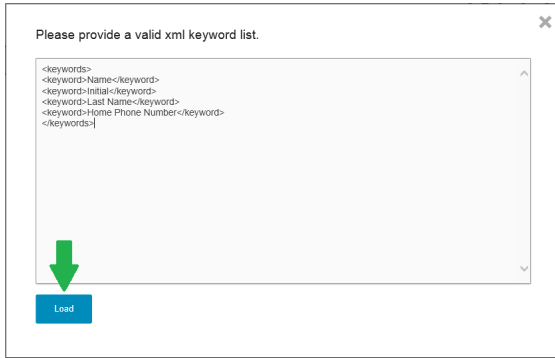 Please provide a valid xml keyword list.
<keywords>
<keyword>Name</keyword>
<keyword>Initial</keyword>
<keyword>Last Name</keyword>
<keyword>Home Phone Number</keyword>
</keywords>
Load